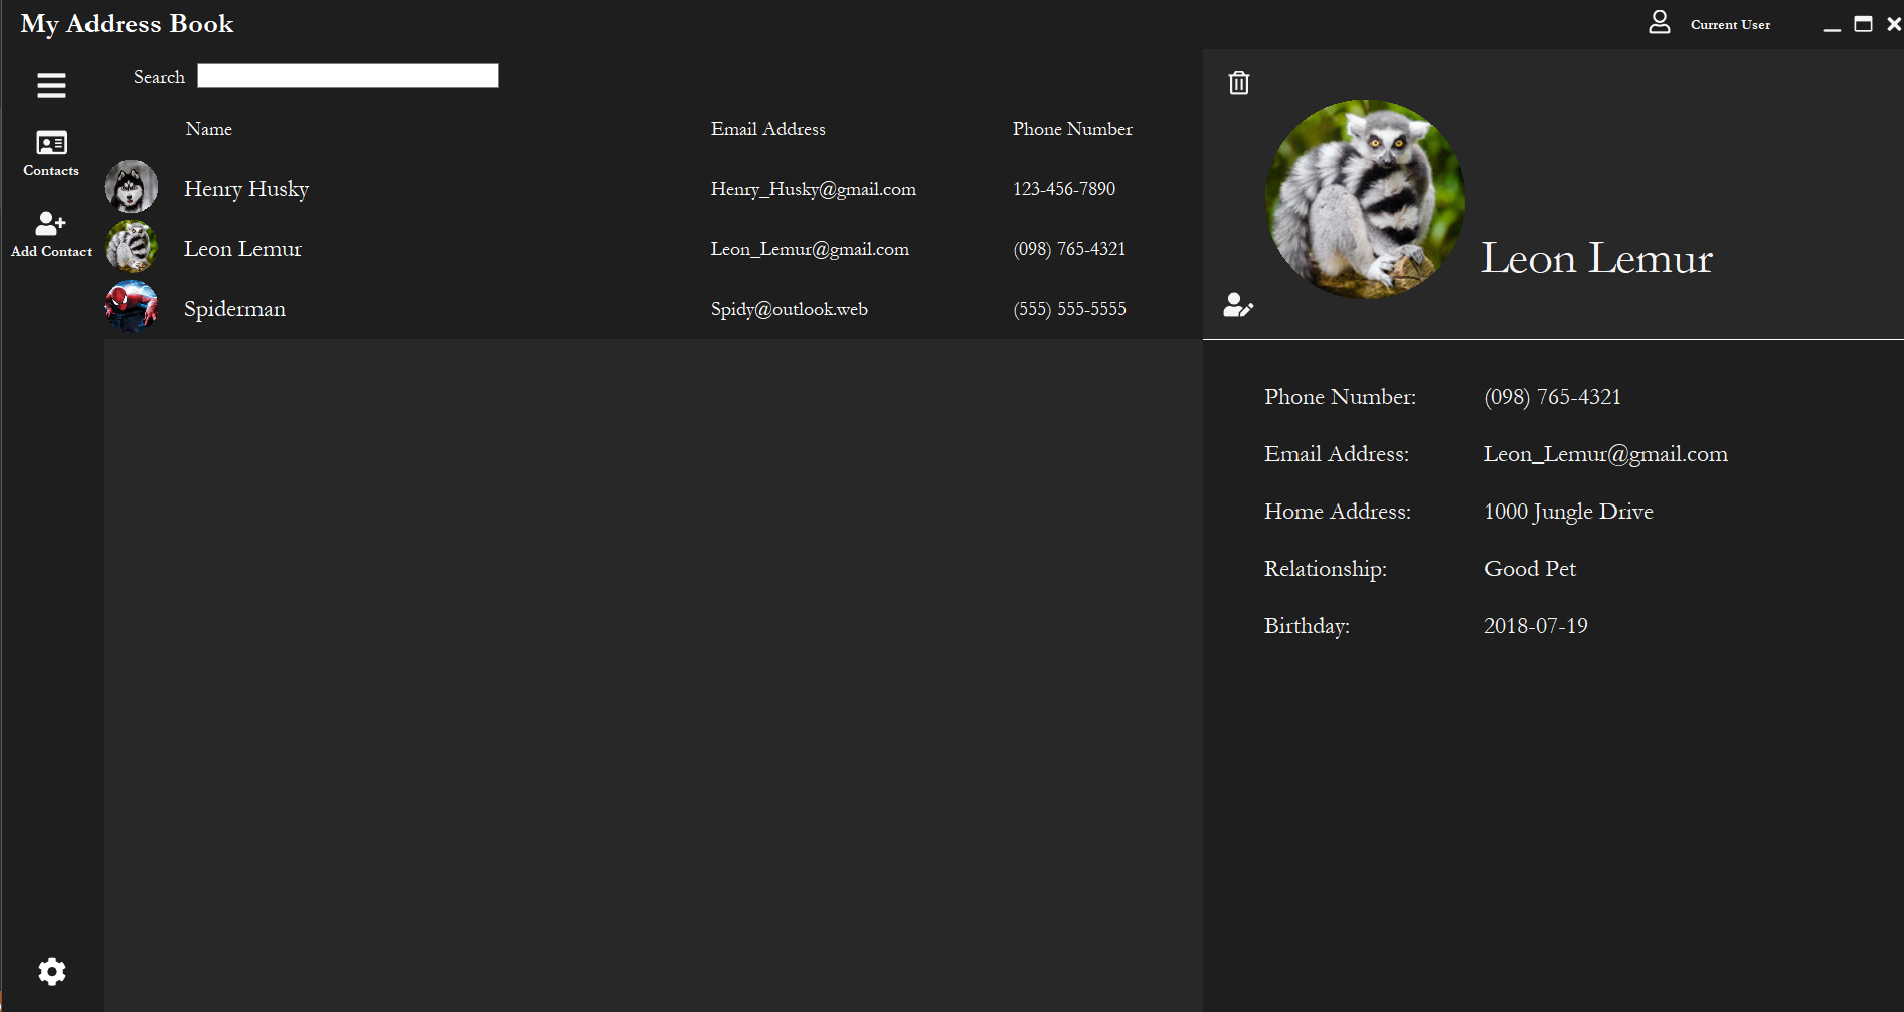 My Address Book
Current User
Search
Contacts
Add Contact
Name Email Address Phone Number
Henry Husky Henry_Husky@gmail.com 123-456-7890
Leon Lemur Leon_Lemur@gmail.com (098) 765-4321
Spiderman Spidy@outlook.web (555) 555-5555
Leon Lemur
Phone Number: (098) 765-4321
Email Address: Leon_Lemur@gmail.com
Home Address: 1000 Jungle Drive
Relationship: Good Pet
Birthday: 2018-07-19